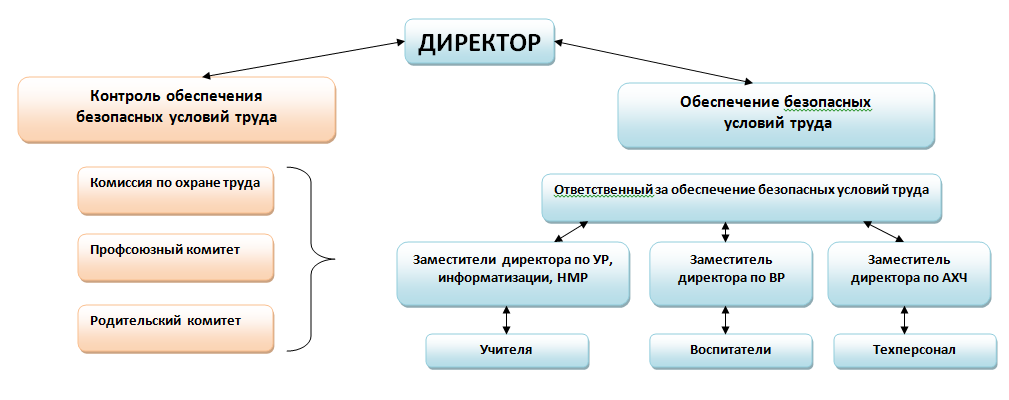 ДИРЕКТОР
Контроль обеспечения
безопасных условий труда
Обеспечение безопасных
условий труда
Комиссия по охране труда
Профсоюзный комитет
Родительский комитет
Ответственный за обеспечение безопасных условий труда
Заместители директора по УР,
информатизации, НМР
Заместитель
директора по ВР
Заместитель
директора по АХЧ
Учителя
Воспитатели
Техперсонал